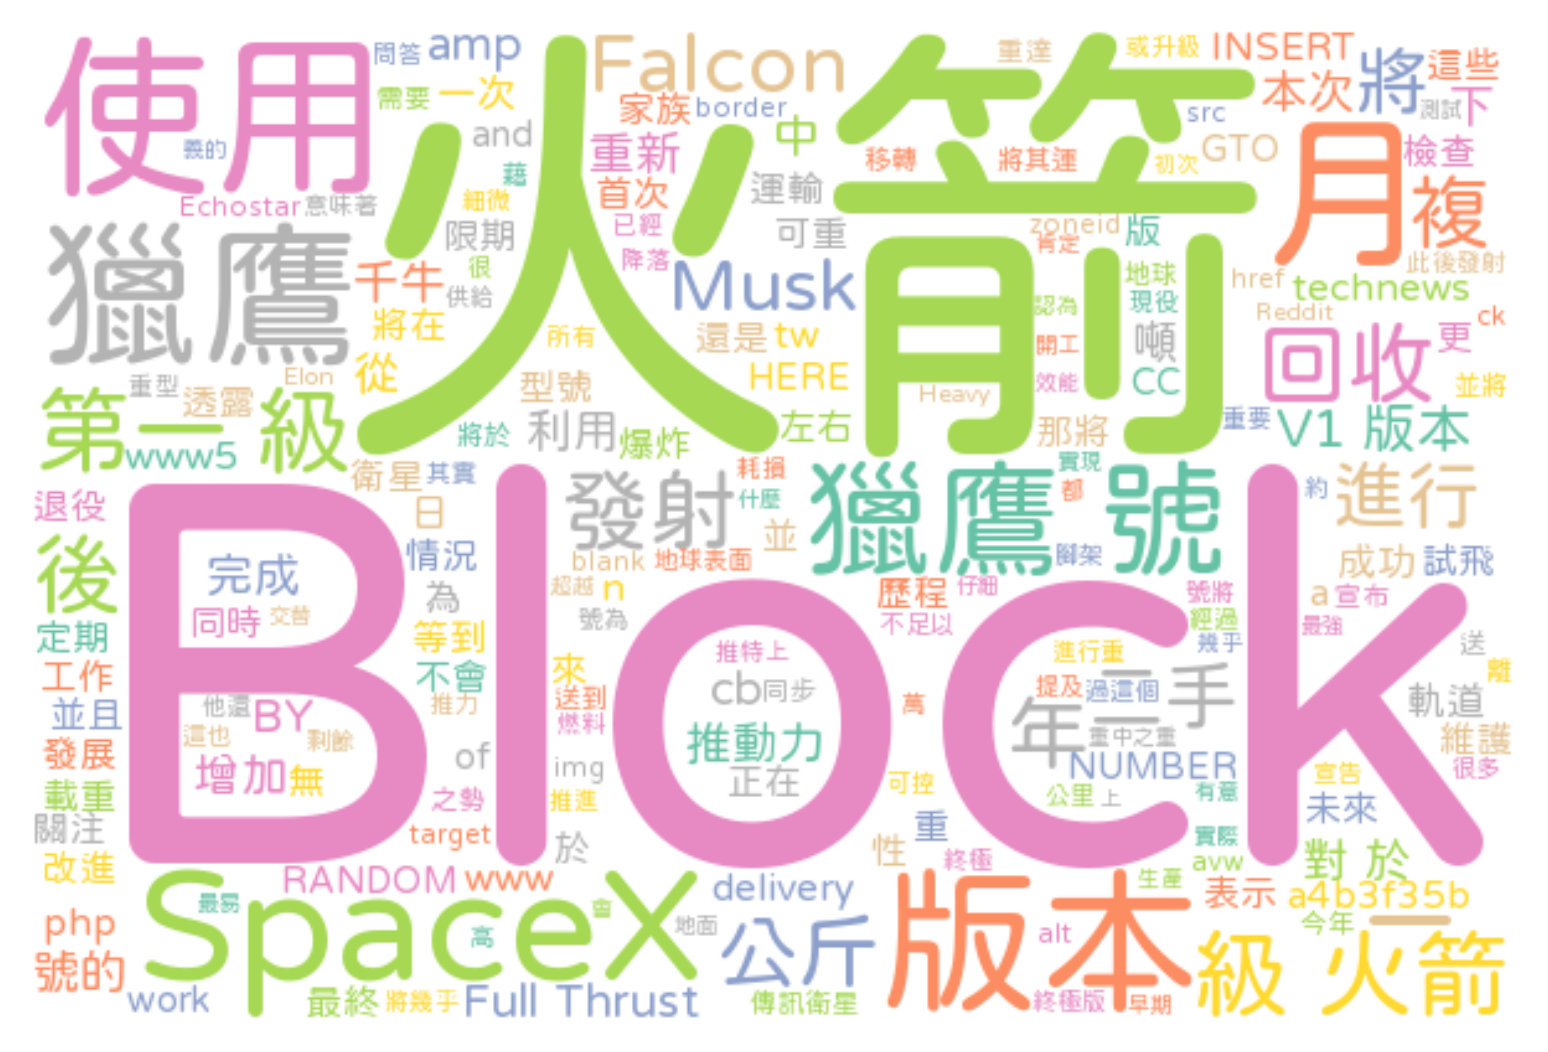 使用
問答
amp
火箭
Falcon
重達
或升級
INSERT
將
這些
需要
一次
家族
border
本次
下
測試
義的
and
重新
中
src
月
檢查
藉
移轉
將其運
初次
GTO
Echostar
意味著
細微
首次
運輸
複
獵鷹
限期
已經
可重
zoneid
版
肯定
此後發射
千牛
很
降落
Musk
地球
href
technews
供給
認為
現役
Reddit
ck
將在
所有
還是
tw
開工
噸
回收
更
重型
Elon
從
型號
HERE
效能
CC
並將
第一
透露
級
Heavy
www5
將於
利用
爆炸
左右
那將
重要
V1
版本
衛星
其實
發射
耗損
獵鷹
實現
號
約
進行
退役
日
什麼
都
Block
後
完成
情況
並
腳架
成功
試飛
blank
地球表面
同時
交替
為
超越
n
歷程
仔細
號將
a
宣布
定期
等到
號為
不足以
經過
最強
工作
不會
來
推特上
進行重
幾乎
送
離
並且
他還
BY
推力
送到
cb
同步
萬
提及
過這個
二手
軌道
這也
剩餘
燃料
推動力
年
重中之重
發展
增加
無
of
img
正在
一
NUMBER
維護
很多
載重
之勢
推進
可控
公里
上
有意
宣告
關注
target
於
重
實際
未來
改進
性
終極
avw
對
於
RANDOM
www
delivery
生產
表示
a4b3f35b
SpaceX
最易
會
版本
今年
一
php
高
地面
公斤
alt
級
火箭
號的
work
最終
將幾乎
Full Thrust
傳訊衛星
終極版
早期